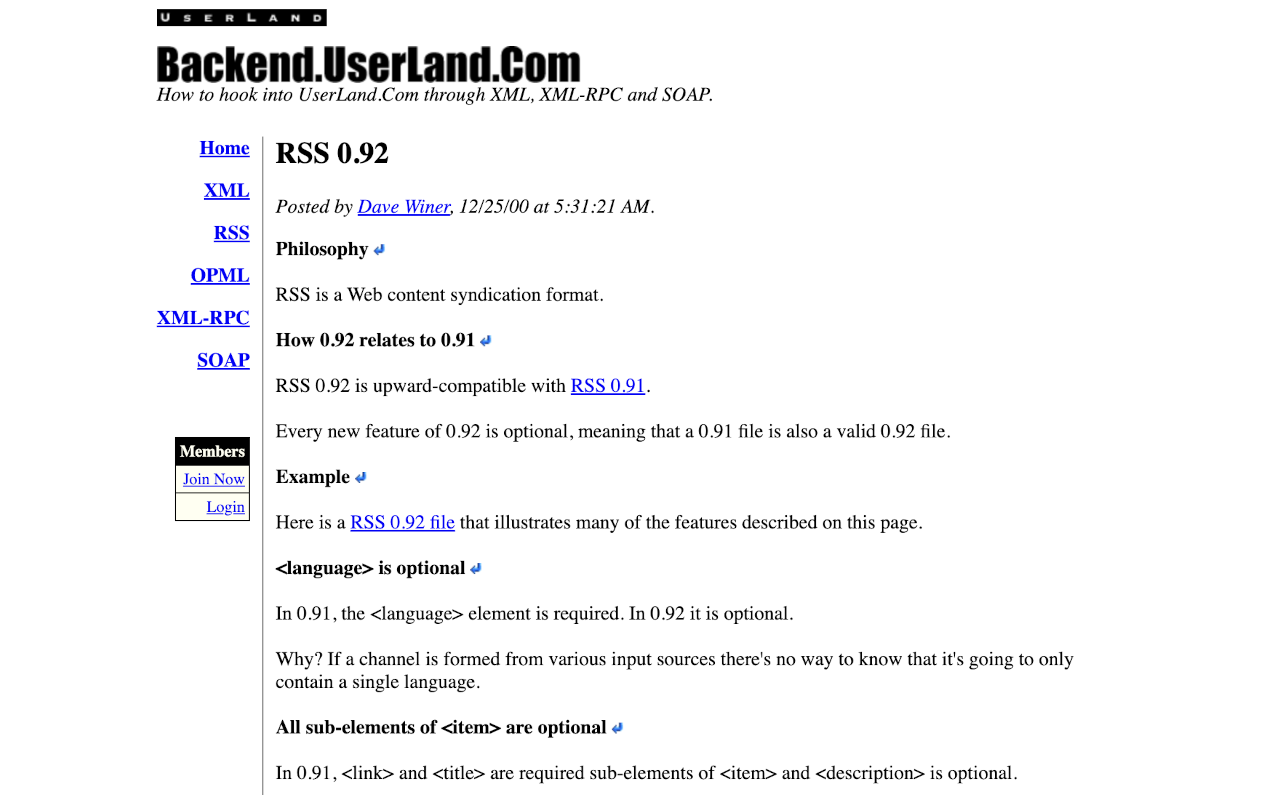 USERLAND
Backend.UserLand.Com
How to hook into UserLand.Com through XML, XML-RPC and SOAP.
Home
XML
RSS
OPML
XML-RPC
SOAP
Members
Join Now
Login
RSS 0.92
Posted by Dave Winer, 12/25/00 at 5:31:21 AM.
Philosophy
RSS is a Web content syndication format.
How 0.92 relates to 0.91
RSS 0.92 is upward-compatible with RSS 0.91.
Every new feature of 0.92 is optional, meaning that a 0.91 file is also a valid 0.92 file.
Example
Here is a RSS 0.92 file that illustrates many of the features described on this page.
<language> is optional
In 0.91, the <language> element is required. In 0.92 it is optional.
Why? If a channel is formed from various input sources there's no way to know that it's going to only
contain a single language.
All sub-elements of <item> are optional
In 0.91, <link> and <title> are required sub-elements of <item> and <description> is optional.